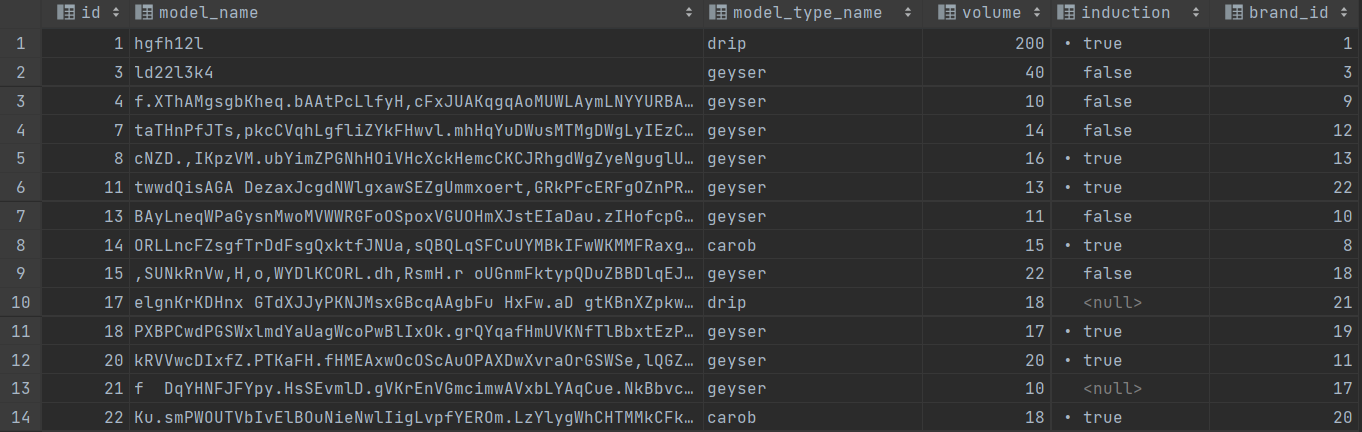 id model_name model_type_name volume induction brand_id
1 1 hgfh12l drip 200 • true 1
2 3 ld22l3k4 geyser 40 false 3
3 4 f.XThAMgsgbKheq.bAAtPcLlfyH,cFxJUAKqgqAoMUWLAymLNYYURBA… geyser 10 false 9
4 7 taTHnPfJTs,pkcCVqhLgfliZYkFHwvl.mhHqYuDWusMTMgDWgLyIEzC… geyser 14 false 12
5 8 cNZD.,IKpzVM.ubYimZPGNhHOiVHcXckHemcCKCJRhgdWgZyeNguglU… geyser 16 • true 13
6 11 twwdQisAGA DezaxJcgdNWlgxawSEZgUmmxoert,GRkPFcERFgOZnPR… geyser 13 • true 22
7 13 BAyLneqWPaGysnMwoMVWWRGFoOSpoxVGUOHmXJstEIaDau.zIHofcpG… geyser 11 false 10
8 14 ORLLncFZsgfTrDdFsgQxktfJNUa,sQBQLqSFCuUYMBkIFwWKMMFRaxg… carob 15 • true 8
9 15 ,SUNkRnVw,H,o,WYDlKCORL.dh,RsmH.r oUGnmFktypQDuZBBDlqEJ… geyser 22 false 18
10 17 elgnKrKDHnx GTdXJJyPKNJMsxGBcqAAgbFu HxFw.aD gtKBnXZpkw… drip 18 <null> 21
11 18 PXBPCwdPGSWxlmdYaUagWcoPwBlIxOk.grQYqafHmUVKNfTlBbxtEzP… geyser 17 • true 19
12 20 kRVVwcDIxfZ.PTKaFH.fHMEAxwOcOScAuOPAXDwXvraOrGSWSe,lQGZ… geyser 20 • true 11
13 21 f  DqYHNFJFYpy.HsSEvmlD.gVKrEnVGmcimwAVxbLYAqCue.NkBbvc… geyser 10 <null> 17
14 22 Ku.smPWOUTVbIvElBOuNieNwlIigLvpfYEROm.LzYlygWhCHTMMkCFk… carob 18 • true 20